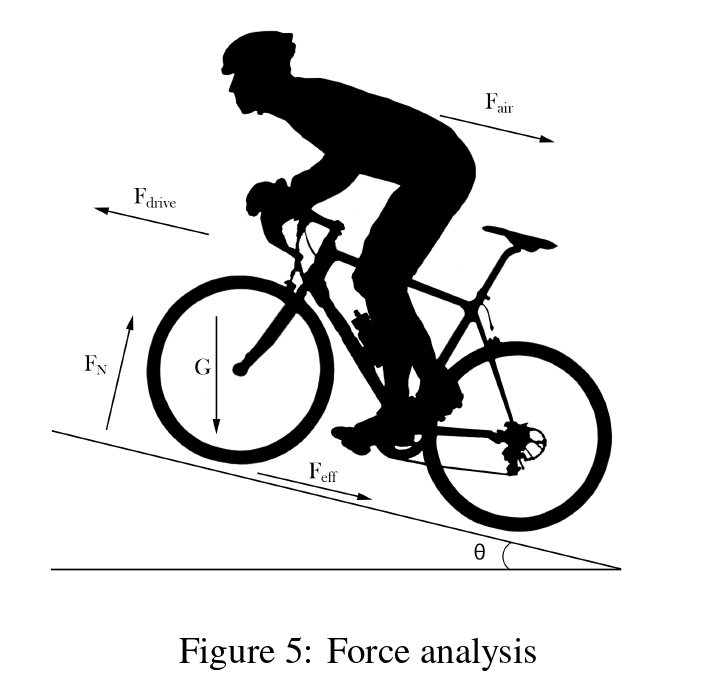 F_air
F_drive
F_N
G
F_eff
θ
Figure 5: Force analysis